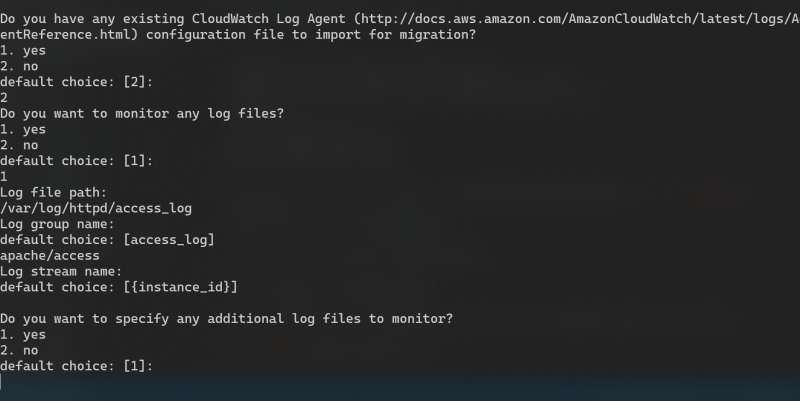 Do you have any existing CloudWatch Log Agent (http://docs.aws.amazon.com/AmazonCloudWatch/latest/logs/A
entReference.html) configuration file to import for migration?
1. yes
2. no
default choice: [2]:
2
Do you want to monitor any log files?
1. yes
2. no
default choice: [1]:
1
Log file path:
/var/log/httpd/access_log
Log group name:
default choice: [access_log]
apache/access
Log stream name:
default choice: [{instance_id}]
Do you want to specify any additional log files to monitor?
1. yes
2. no
default choice: [1]: